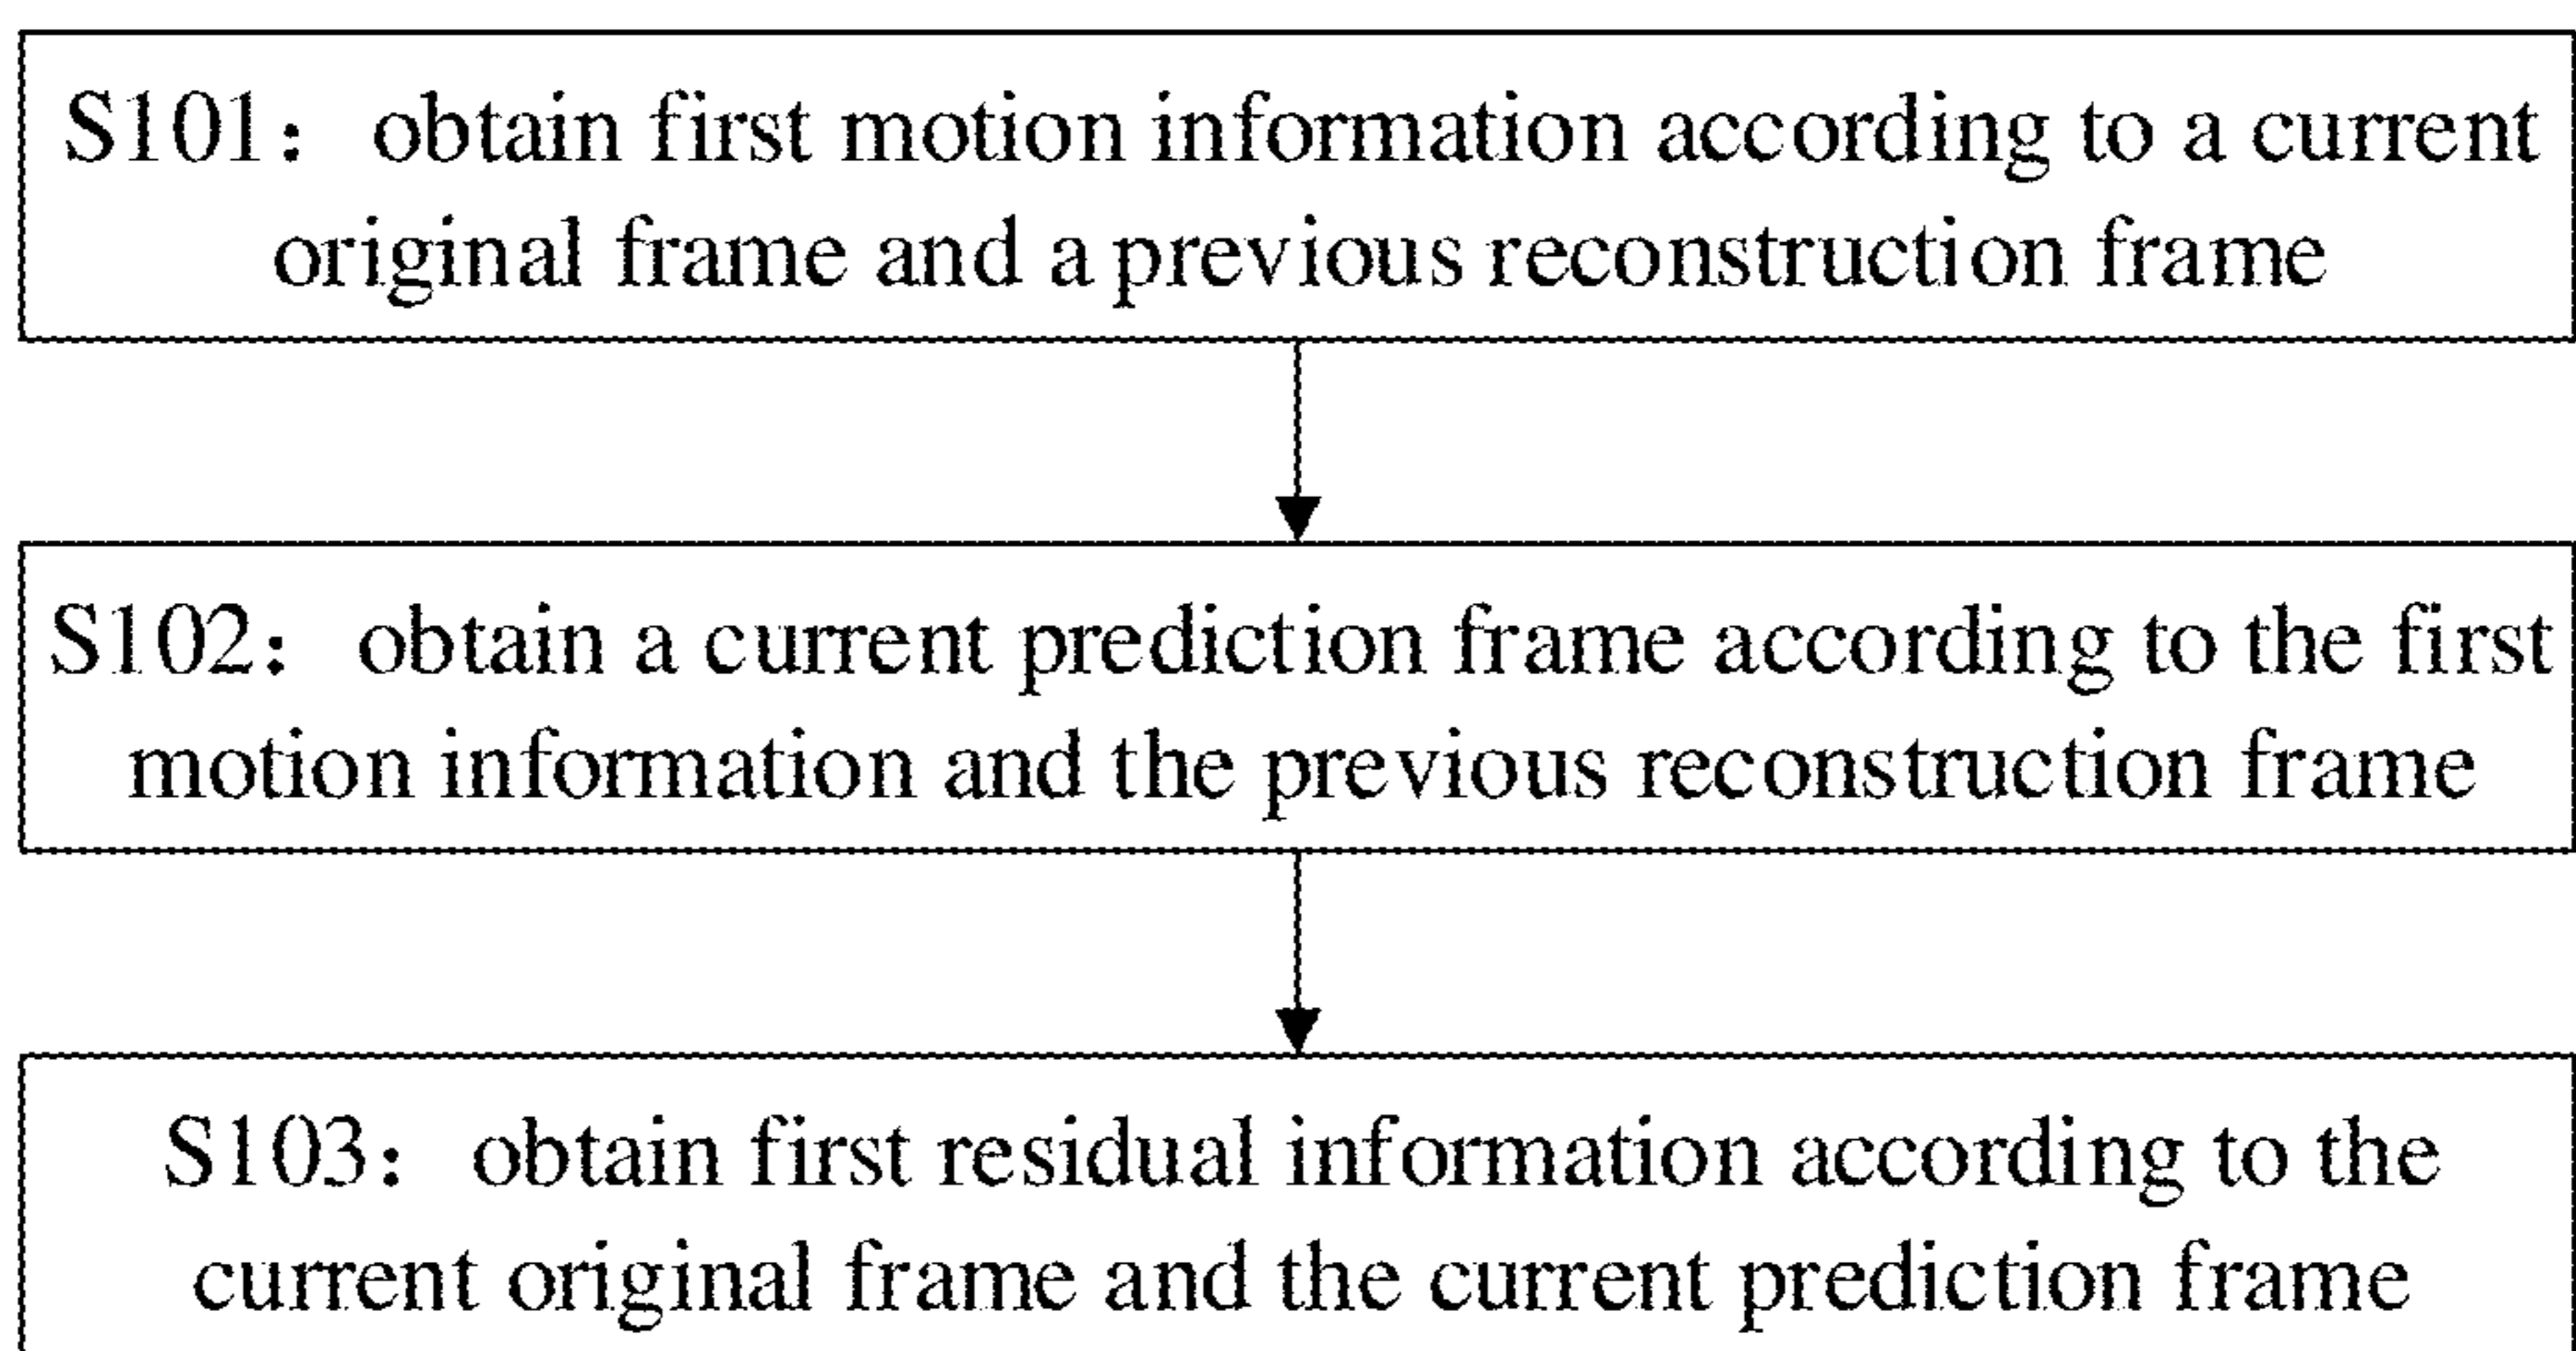 S101：obtain first motion information according to a current
original frame and a previous reconstruction frame
S102：obtain a current prediction frame according to the first
motion information and the previous reconstruction frame
S103：obtain first residual information according to the
current original frame and the current prediction frame